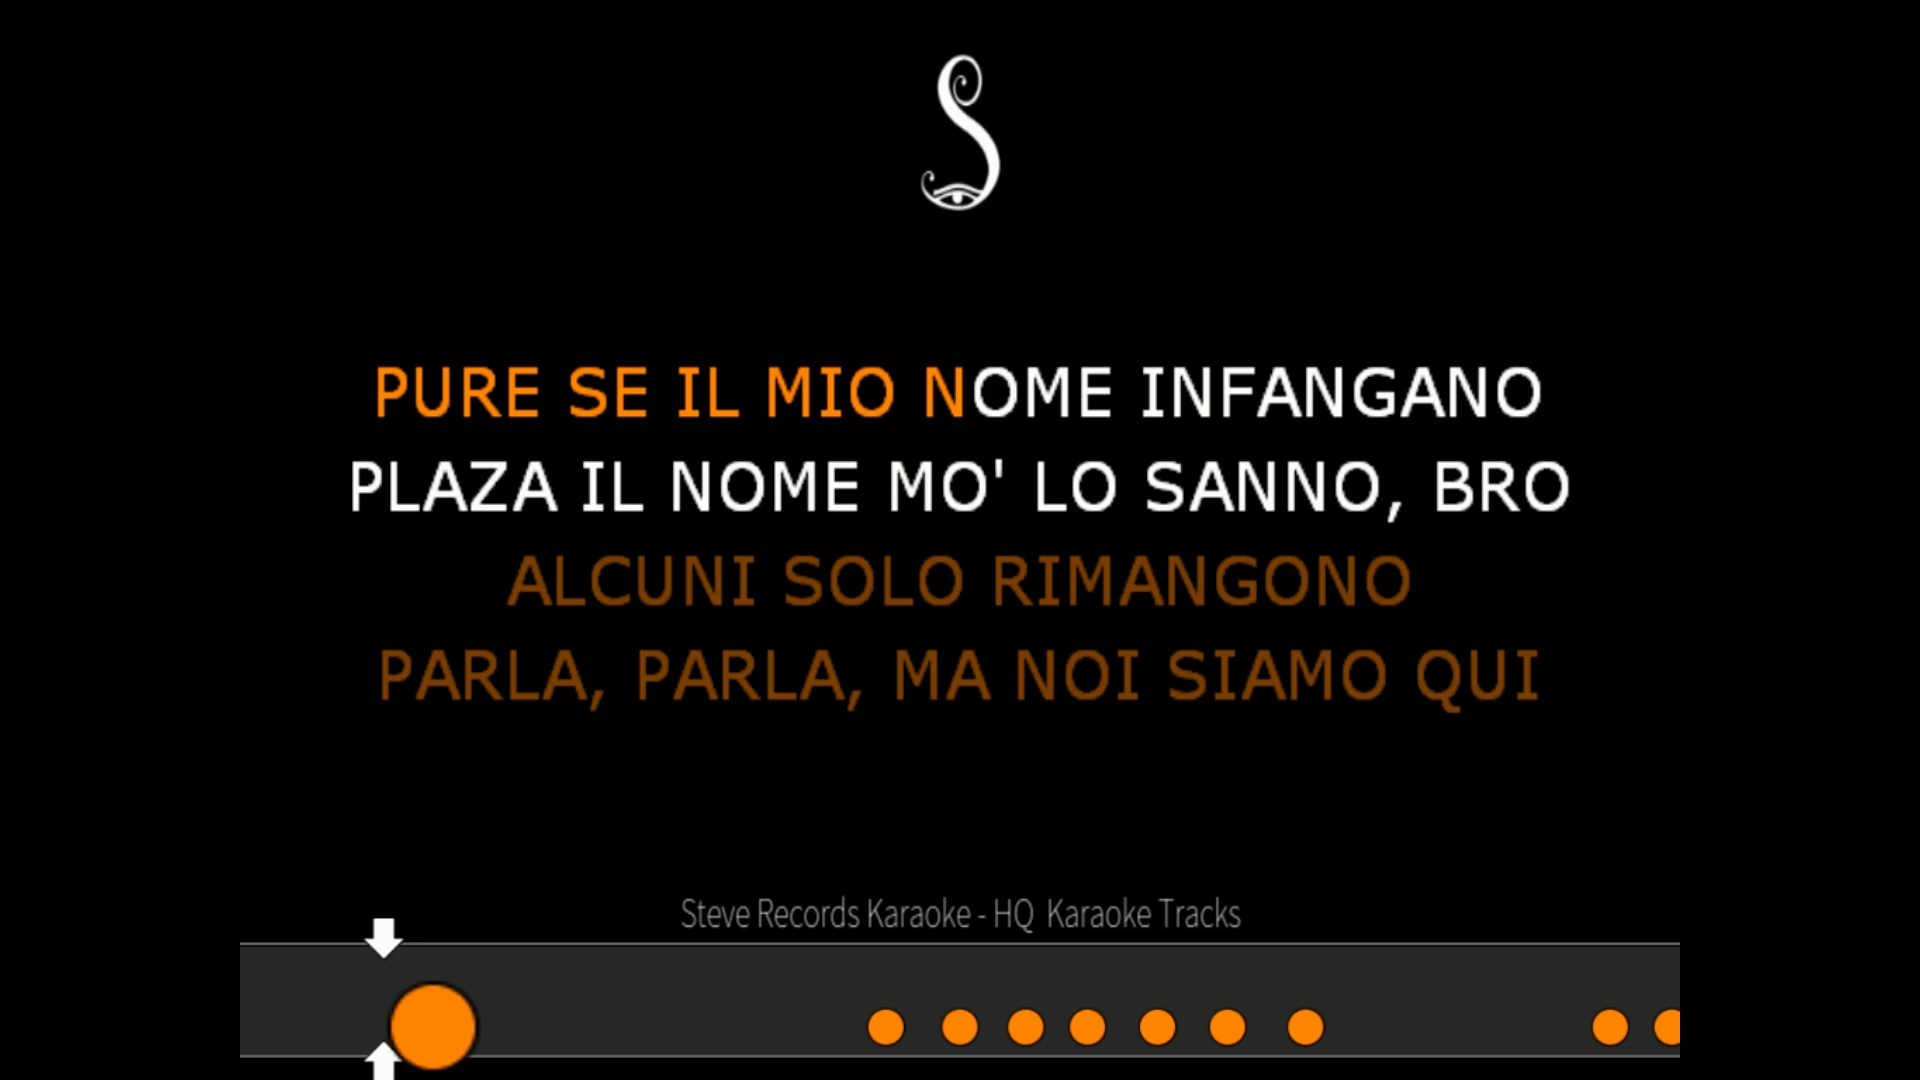 S
PURE SE IL MIO NOME INFANGANO
PLAZA IL NOME MO' LO SANNO, BRO
ALCUNI SOLO RIMANGONO
PARLA, PARLA, MA NOI SIAMO QUI
Steve Records Karaoke - HQ Karaoke Tracks